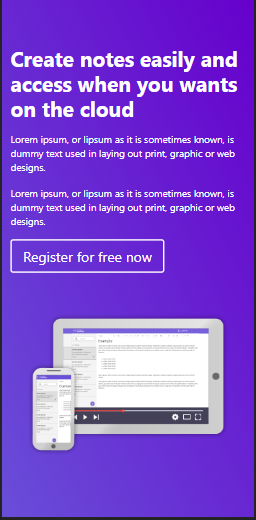 Create notes easily and
access when you wants
on the cloud
Lorem ipsum, or lipsum as it is sometimes known, is
dummy text used in laying out print, graphic or web
designs.
Lorem ipsum, or lipsum as it is sometimes known, is
dummy text used in laying out print, graphic or web
designs.
Register for free now